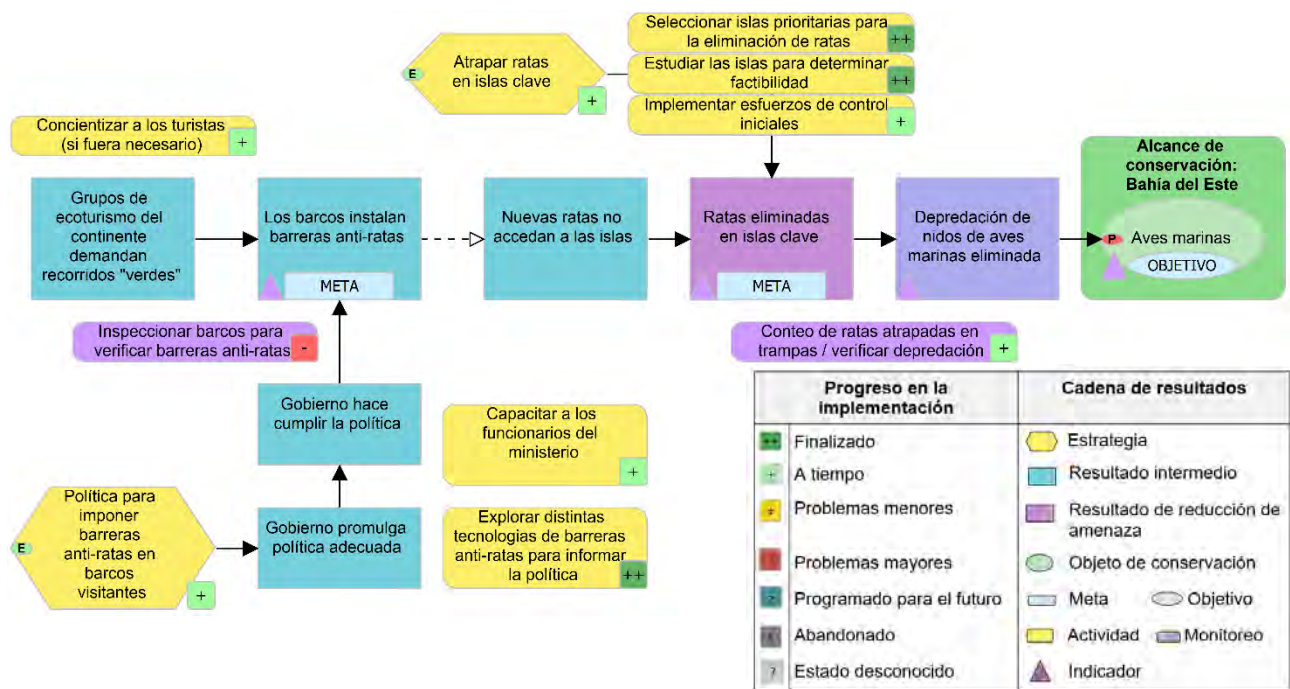 Seleccionar islas prioritarias para
la eliminación de ratas
++
Atrapar ratas
en islas clave
E
+
Estudiar las islas para determinar
factibilidad
++
Implementar esfuerzos de control
iniciales
+
Concientizar a los turistas
(si fuera necesario)
+
Grupos de
ecoturismo del
continente
demandan
recorridos "verdes"
Los barcos instalan
barreras anti-ratas
META
Nuevas ratas no
accedan a las islas
Ratas eliminadas
en islas clave
META
Depredación de
nidos de aves
marinas eliminada
Alcance de
conservación:
Bahía del Este
P
Aves marinas
OBJETIVO
Inspeccionar barcos para
verificar barreras anti-ratas
-
Conteo de ratas atrapadas en
trampas / verificar depredación
+
Gobierno hace
cumplir la política
Capacitar a los
funcionarios del
ministerio
+
E
Política para
imponer
barreras
anti-ratas en
barcos
visitantes
+
Gobierno promulga
política adecuada
Explorar distintas
tecnologías de barreras
anti-ratas para informar
la política
++
Progreso en la
implementación
++ Finalizado
+ A tiempo
Problemas menores
Problemas mayores
Programado para el futuro
Abandonado
? Estado desconocido
Cadena de resultados
Estrategia
Resultado intermedio
Resultado de reducción de
amenaza
Objeto de conservación
Meta Objetivo
Actividad Monitoreo
Indicador